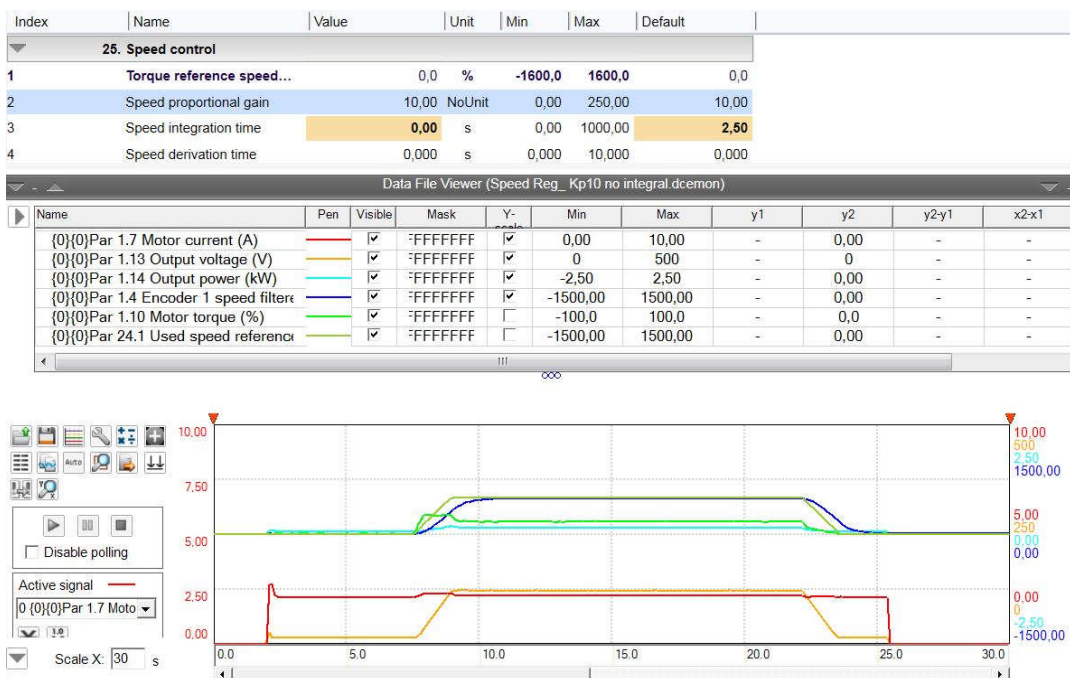 Index Name Value Unit Min Max Default
25. Speed control
1 Torque reference speed... 0,0 % -1600,0 1600,0 0,0
2 Speed proportional gain 10,00 NoUnit 0,00 250,00 10,00
3 Speed integration time 0,00 s 0,00 1000,00 2,50
4 Speed derivation time 0,000 s 0,000 10,000 0,000
Data File Viewer (Speed Reg_ Kp10 no integral.dcemon)
Name Pen Visible Mask Y- Min Max y1 y2 y2-y1 x2-x1
{0}{0}Par 1.7 Motor current (A) FFFFFFFF 0,00 10,00 - 0,00 - -
{0}{0}Par 1.13 Output voltage (V) FFFFFFFF 0 500 - 0 - -
{0}{0}Par 1.14 Output power (kW) FFFFFFFF -2,50 2,50 - 0,00 - -
{0}{0}Par 1.4 Encoder 1 speed filtere FFFFFFFF -1500,00 1500,00 - 0,00 - -
{0}{0}Par 1.10 Motor torque (%) FFFFFFFF -100,0 100,0 - 0,0 - -
{0}{0}Par 24.1 Used speed reference FFFFFFFF -1500,00 1500,00 - 0,00 - -
10,00
7,50
5,00
2,50
0,00
10,00
500
2,50
1500,00
5,00
250
0,00
0,00
0,00
0
-2,50
-1500,00
Auto
Disable polling
Active signal
0 {0}{0}Par 1.7 Moto
1.0
Scale X: 30 s
0.0 5.0 10.0 15.0 20.0 25.0 30.0